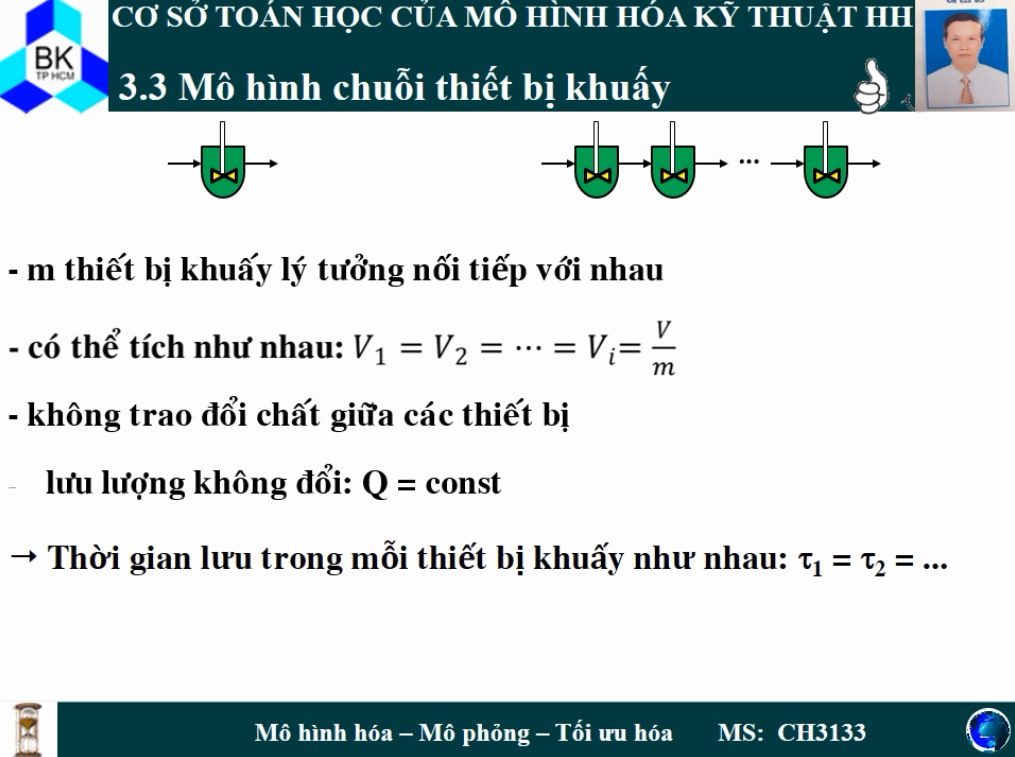 CƠ SỞ TOÁN HỌC CỦA MÔ HÌNH HÓA KỸ THUẬT HH
BK
TP HCM
3.3 Mô hình chuỗi thiết bị khuấy
...
- m thiết bị khuấy lý tưởng nối tiếp với nhau
- có thể tích như nhau: V₁ = V₂ = ⋯ = Vᵢ= V/m
- không trao đổi chất giữa các thiết bị
- lưu lượng không đổi: Q = const
→ Thời gian lưu trong mỗi thiết bị khuấy như nhau: τ₁ = τ₂ = ...
Mô hình hóa – Mô phỏng – Tối ưu hóa MS: CH3133